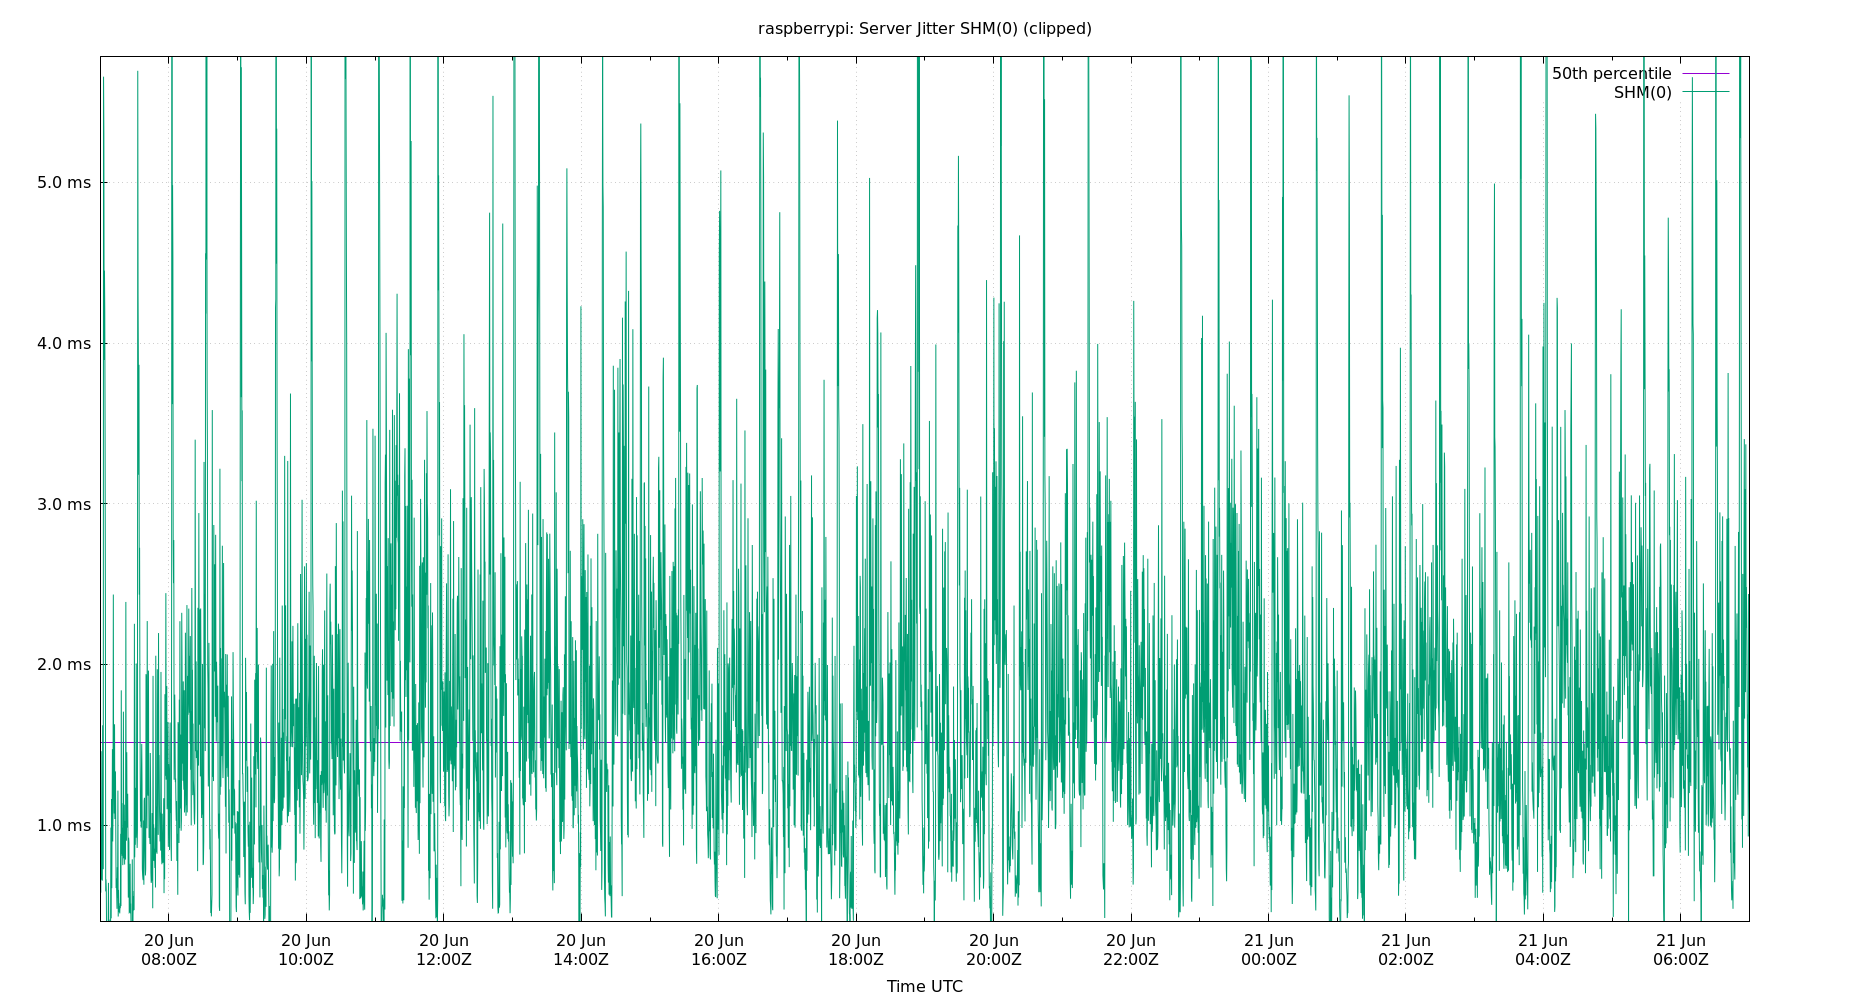 raspberrypi: Server Jitter SHM(0) (clipped)
50th percentile
SHM(0)
5.0 ms
4.0 ms
3.0 ms
2.0 ms
1.0 ms
20 Jun 20 Jun 20 Jun 20 Jun 20 Jun 20 Jun 20 Jun 20 Jun 21 Jun 21 Jun 21 Jun 21 Jun
08:00Z 10:00Z 12:00Z 14:00Z 16:00Z 18:00Z 20:00Z 22:00Z 00:00Z 02:00Z 04:00Z 06:00Z
Time UTC